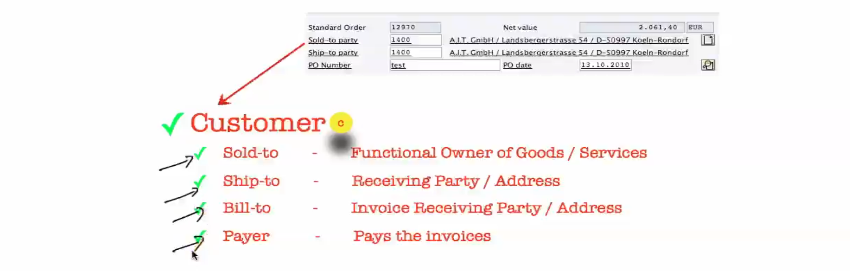 Standard Order 12970 Net value 2.061,40 EUR
Sold-to party 1400 A.I.T. GmbH / Landsbergerstrasse 54 / D-50997 Koeln-Rondorf
Ship-to party 1400 A.I.T. GmbH / Landsbergerstrasse 54 / D-50997 Koeln-Rondorf
PO Number test PO date 13.10.2010
Customer c
Sold-to - Functional Owner of Goods / Services
Ship-to - Receiving Party / Address
Bill-to - Invoice Receiving Party / Address
Payer - Pays the invoices